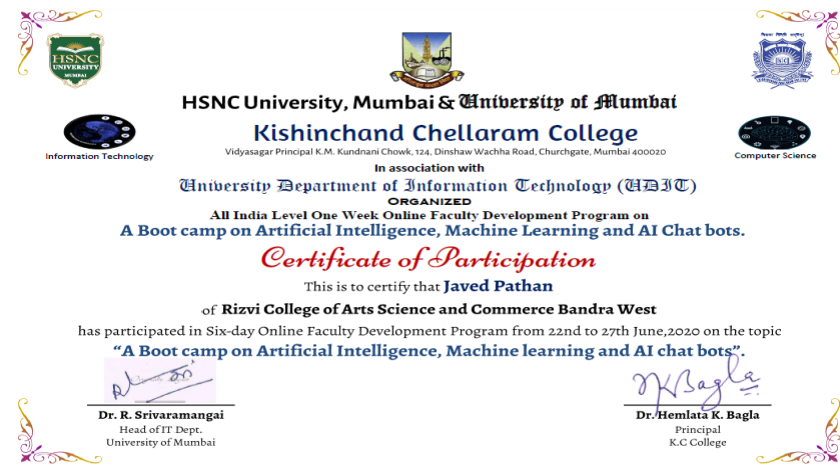 HSNC
UNIVERSITY
MUMBAI
HSNC University, Mumbai & University of Mumbai
Kishinchand Chellaram College
Information Technology
Computer Science
Vidyasagar Principal K.M. Kundnani Chowk, 124, Dinshaw Wachha Road, Churchgate, Mumbai 400020
In association with
University Department of Information Technology (UDIT)
ORGANIZED
All India Level One Week Online Faculty Development Program on
A Boot camp on Artificial Intelligence, Machine Learning and AI Chat bots.
Certificate of Participation
This is to certify that Javed Pathan
of Rizvi College of Arts Science and Commerce Bandra West
has participated in Six-day Online Faculty Development Program from 22nd to 27th June,2020 on the topic
“A Boot camp on Artificial Intelligence, Machine learning and AI chat bots”.
NKBagla
Dr. R. Srivaramangai
Head of IT Dept.
University of Mumbai
Dr. Hemlata K. Bagla
Principal
K.C College